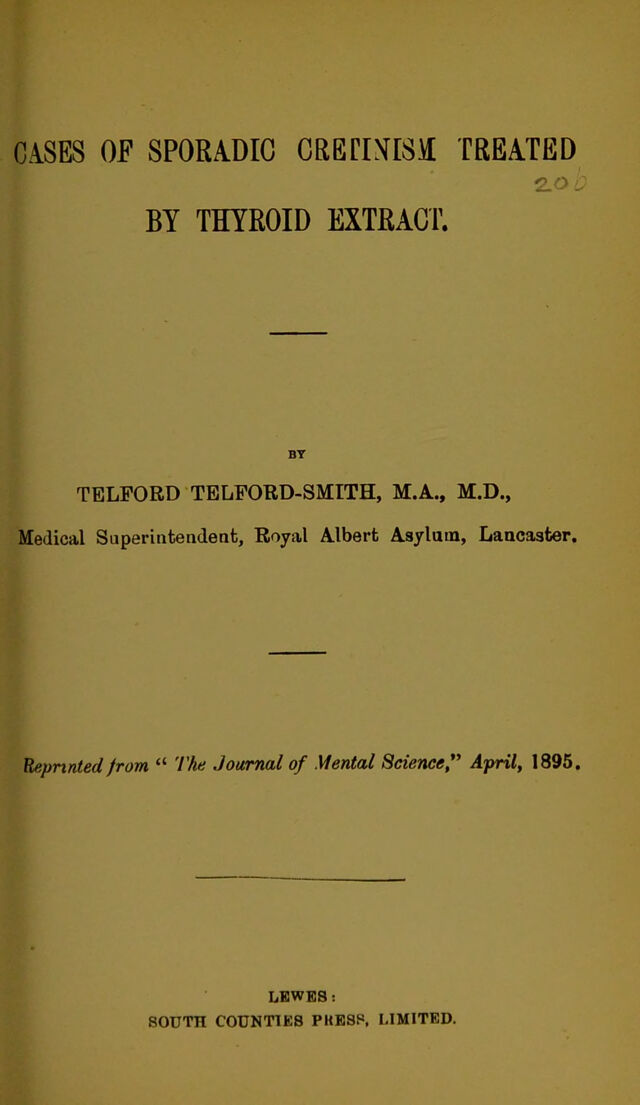 CASES OF SPORADIC CRETINISM TREATED
BY THYROID EXTRACT.
BY
TELFORD TELFORD-SMITH, M.A., M.D.,
Medical Superintendent, Royal Albert Asylum, Lancaster.
Reprinted from “The Journal of Mental Science,” April, 1895.
LEWES:
SOUTH COUNTIES PRESS, LIMITED.